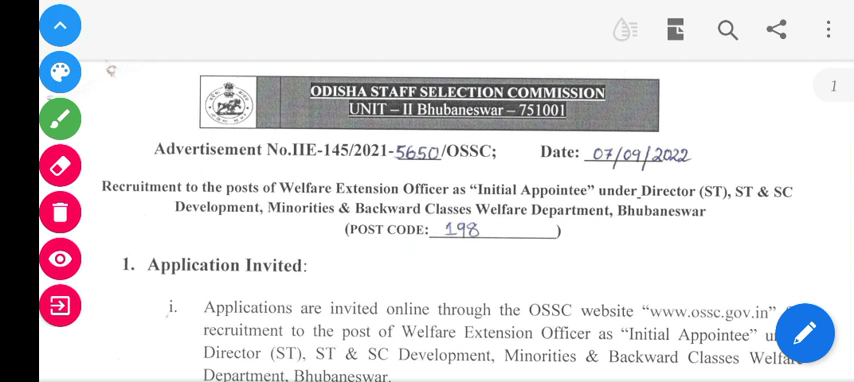 1
ODISHA STAFF SELECTION COMMISSION
UNIT – II Bhubaneswar – 751001
Advertisement No.IIE-145/2021-5650/OSSC; Date: 07/09/2022
Recruitment to the posts of Welfare Extension Officer as “Initial Appointee” under Director (ST), ST & SC
Development, Minorities & Backward Classes Welfare Department, Bhubaneswar
(POST CODE: 198 )
1. Application Invited:
i. Applications are invited online through the OSSC website “www.ossc.gov.in”
recruitment to the post of Welfare Extension Officer as “Initial Appointee”
Director (ST), ST & SC Development, Minorities & Backward Classes Welfare
Department, Bhubaneswar.